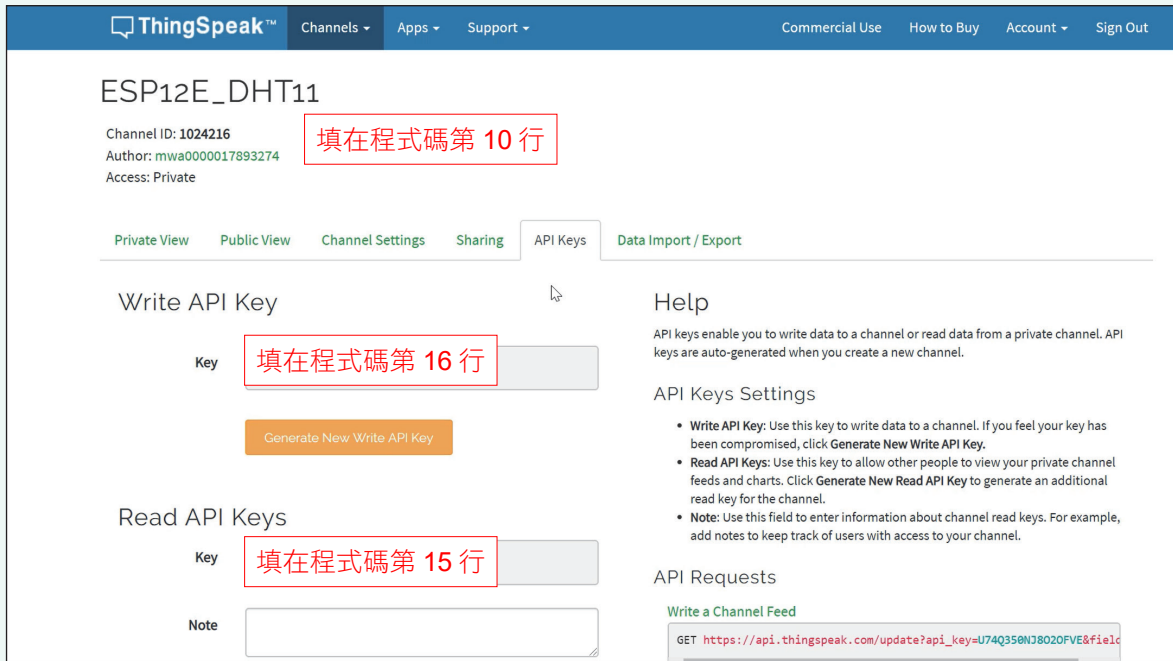 ThingSpeak™ Channels Apps Support Commercial Use How to Buy Account Sign Out
ESP12E_DHT11
Channel ID: 1024216
Author: mwa0000017893274
Access: Private
填在程式碼第 10 行
Private View Public View Channel Settings Sharing API Keys Data Import / Export
Write API Key
Key
填在程式碼第 16 行
Generate New Write API Key
Read API Keys
Key
填在程式碼第 15 行
Note
Help
API keys enable you to write data to a channel or read data from a private channel. API
keys are auto-generated when you create a new channel.
API Keys Settings
• Write API Key: Use this key to write data to a channel. If you feel your key has
been compromised, click Generate New Write API Key.
• Read API Keys: Use this key to allow other people to view your private channel
feeds and charts. Click Generate New Read API Key to generate an additional
read key for the channel.
• Note: Use this field to enter information about channel read keys. For example,
add notes to keep track of users with access to your channel.
API Requests
Write a Channel Feed
GET https://api.thingspeak.com/update?api_key=U74Q350NJ8O2OFVE&field